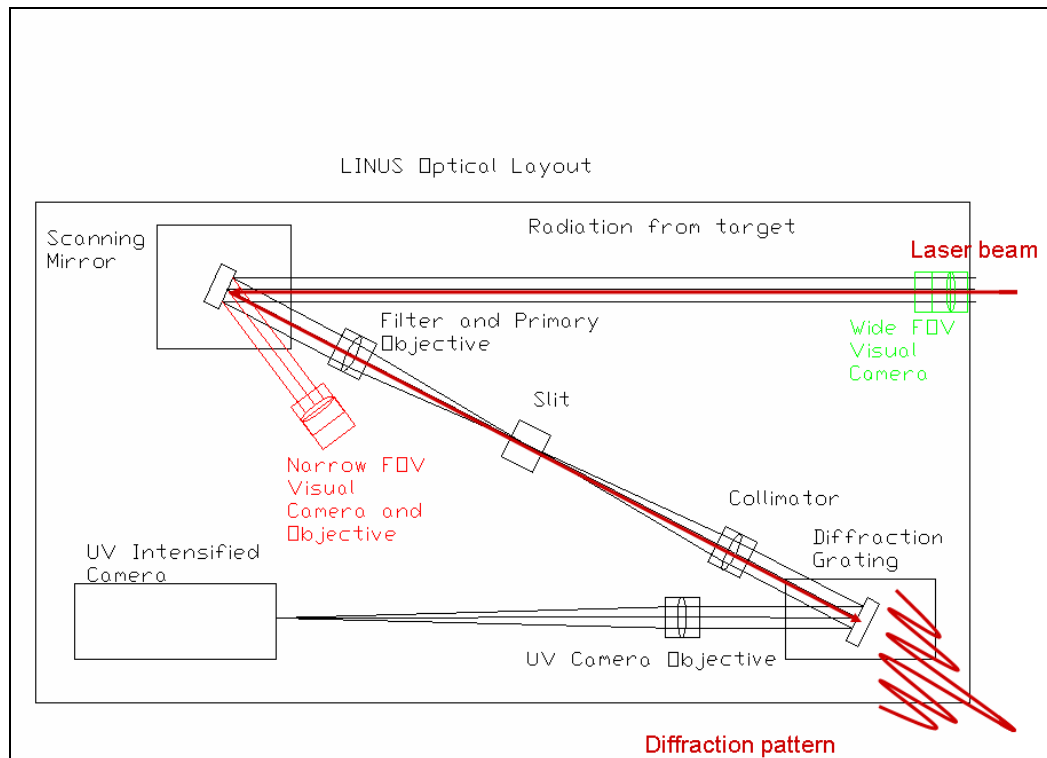 LINUS Optical Layout
Scanning
Mirror
Radiation from target
Laser beam
Filter and Primary
Objective
Wide FOV
Visual
Camera
Slit
Narrow FOV
Visual
Camera and
Objective
Collimator
UV Intensified
Camera
Diffraction
Grating
UV Camera Objective
Diffraction pattern